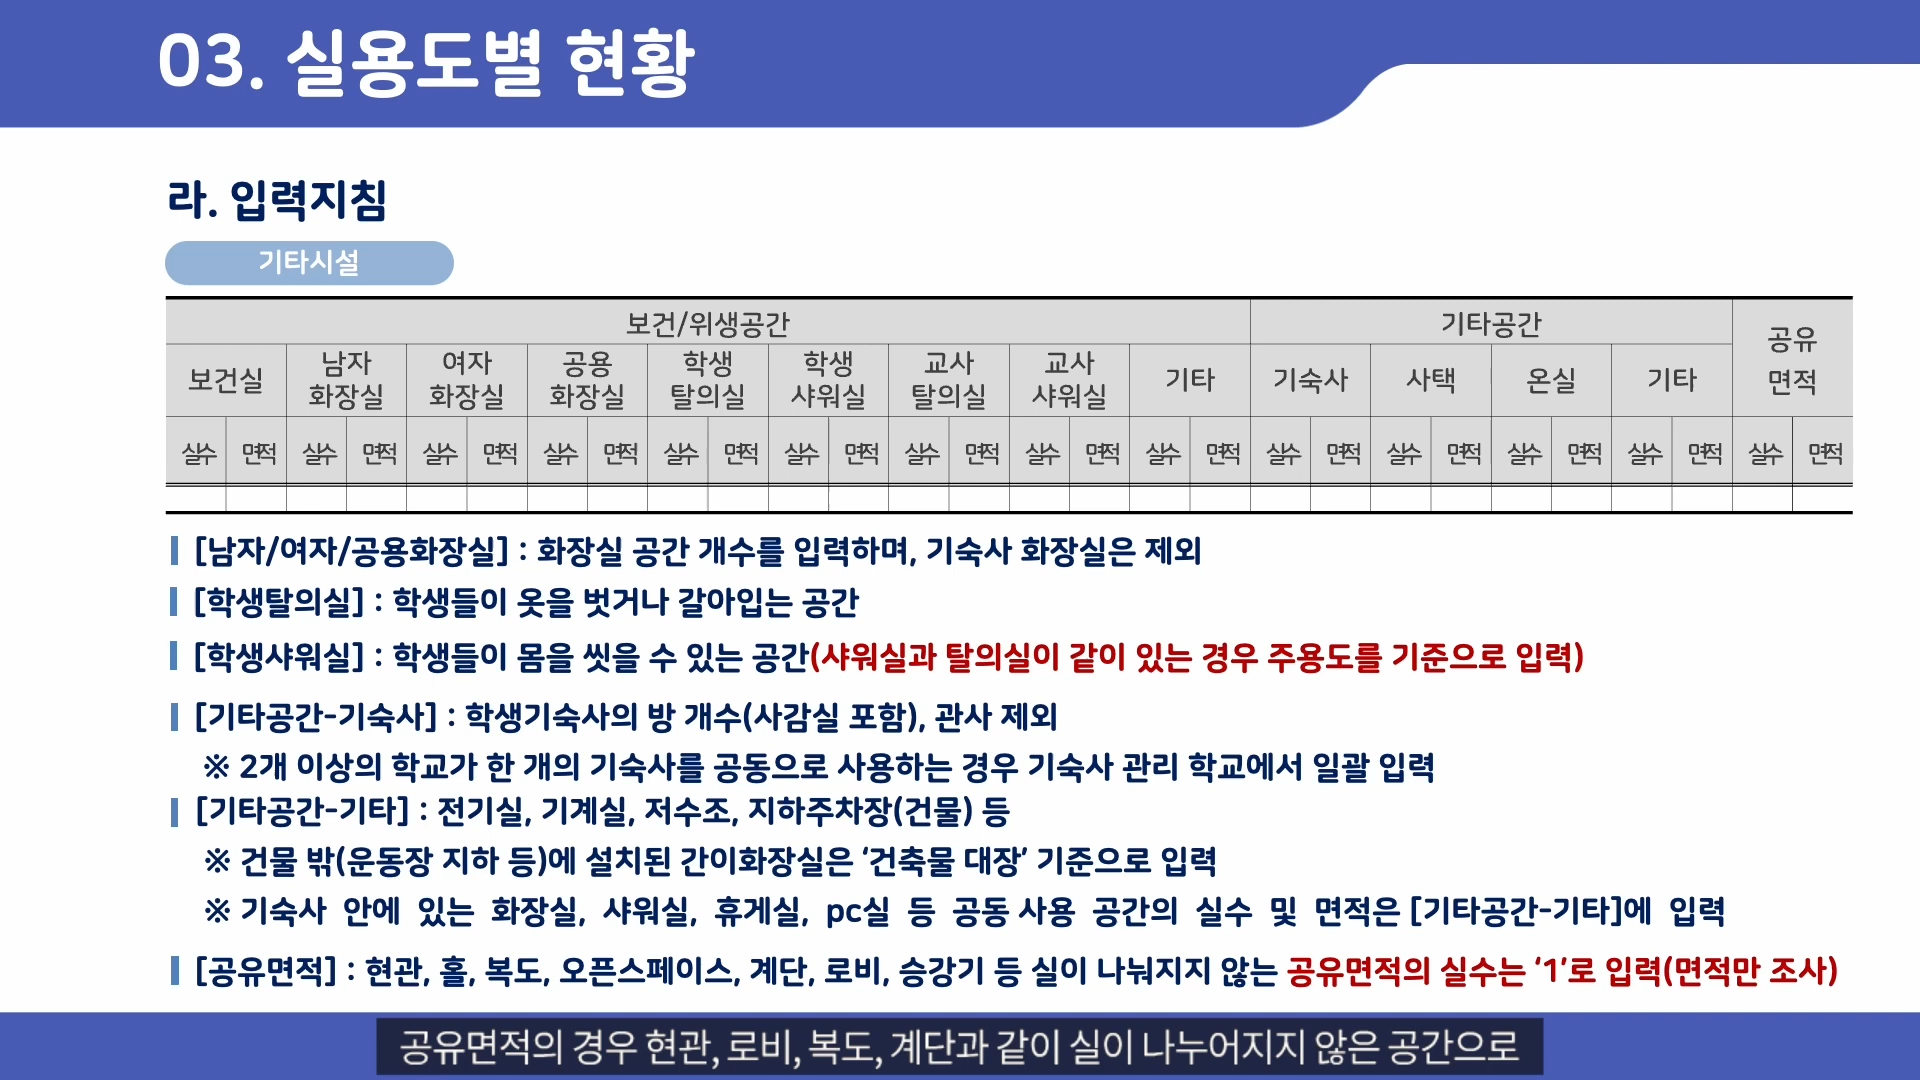 03. 실용도별 현황
라. 입력지침
기타시설
보건/위생공간 기타공간 공유 면적
보건실 남자 화장실 여자 화장실 공용 화장실 학생 탈의실 학생 샤워실 교사 탈의실 교사 샤워실 기타 기숙사 사택 온실 기타
실수 면적 실수 면적 실수 면적 실수 면적 실수 면적 실수 면적 실수 면적 실수 면적 실수 면적 실수 면적 실수 면적 실수 면적 실수 면적 실수 면적
[남자/여자/공용화장실] : 화장실 공간 개수를 입력하며, 기숙사 화장실은 제외
[학생탈의실] : 학생들이 옷을 벗거나 갈아입는 공간
[학생샤워실] : 학생들이 몸을 씻을 수 있는 공간(샤워실과 탈의실이 같이 있는 경우 주용도를 기준으로 입력)
[기타공간-기숙사] : 학생기숙사의 방 개수(사감실 포함), 관사 제외
※ 2개 이상의 학교가 한 개의 기숙사를 공동으로 사용하는 경우 기숙사 관리 학교에서 일괄 입력
[기타공간-기타] : 전기실, 기계실, 저수조, 지하주차장(건물) 등
※ 건물 밖(운동장 지하 등)에 설치된 간이화장실은 ‘건축물 대장’ 기준으로 입력
※ 기숙사 안에 있는 화장실, 샤워실, 휴게실, pc실 등 공동 사용 공간의 실수 및 면적은 [기타공간-기타]에 입력
[공유면적] : 현관, 홀, 복도, 오픈스페이스, 계단, 로비, 승강기 등 실이 나눠지지 않는 공유면적의 실수는 ‘1’로 입력(면적만 조사)
공유면적의 경우 현관, 로비, 복도, 계단과 같이 실이 나누어지지 않은 공간으로